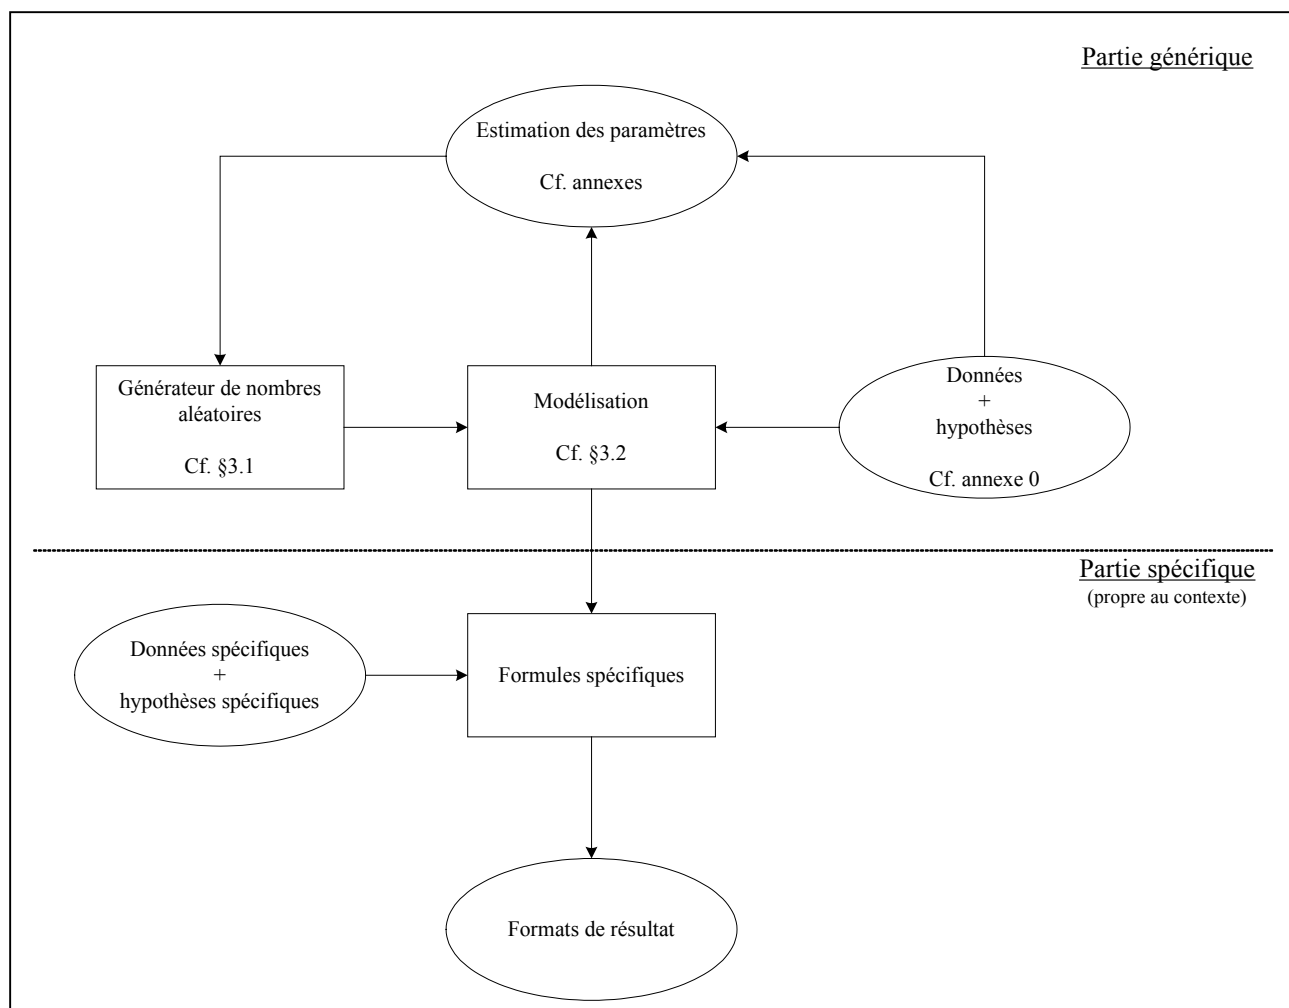 Partie générique
Estimation des paramètres
Cf. annexes
Générateur de nombres
aléatoires
Cf. §3.1
Modélisation
Cf. §3.2
Données
+
hypothèses
Cf. annexe 0
Partie spécifique
(propre au contexte)
Données spécifiques
+
hypothèses spécifiques
Formules spécifiques
Formats de résultat